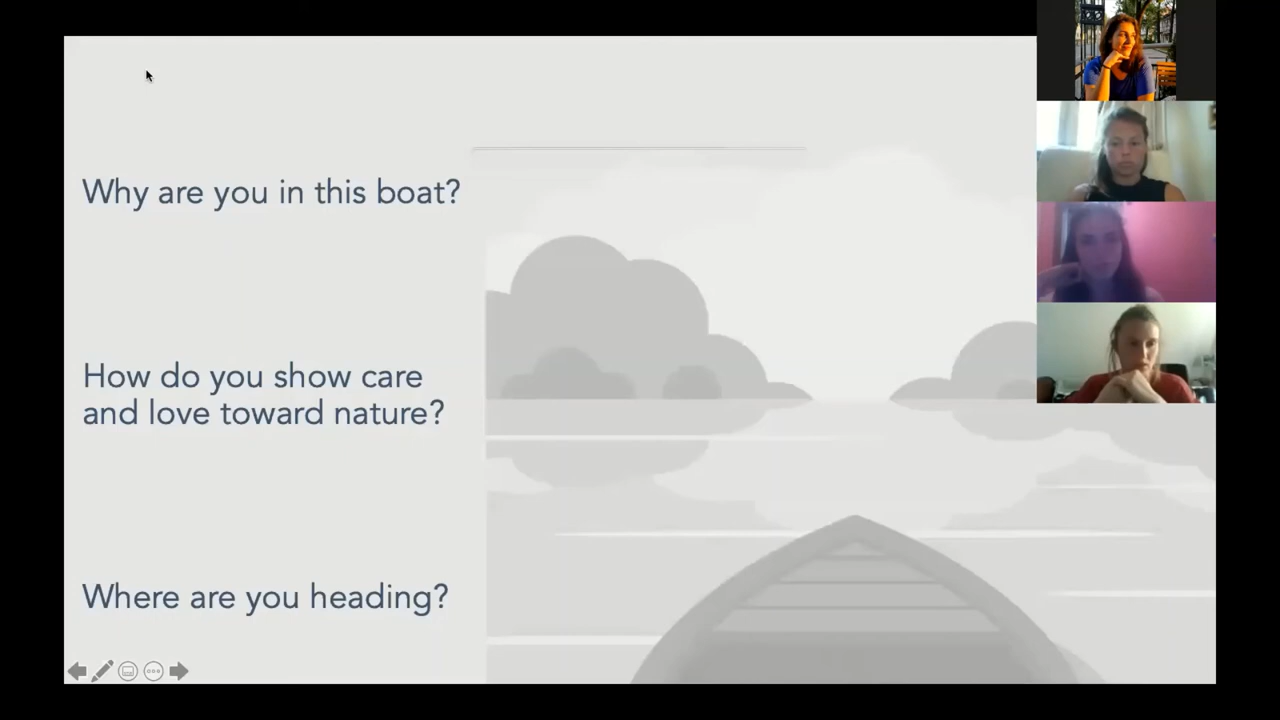 Why are you in this boat?
How do you show care
and love toward nature?
Where are you heading?